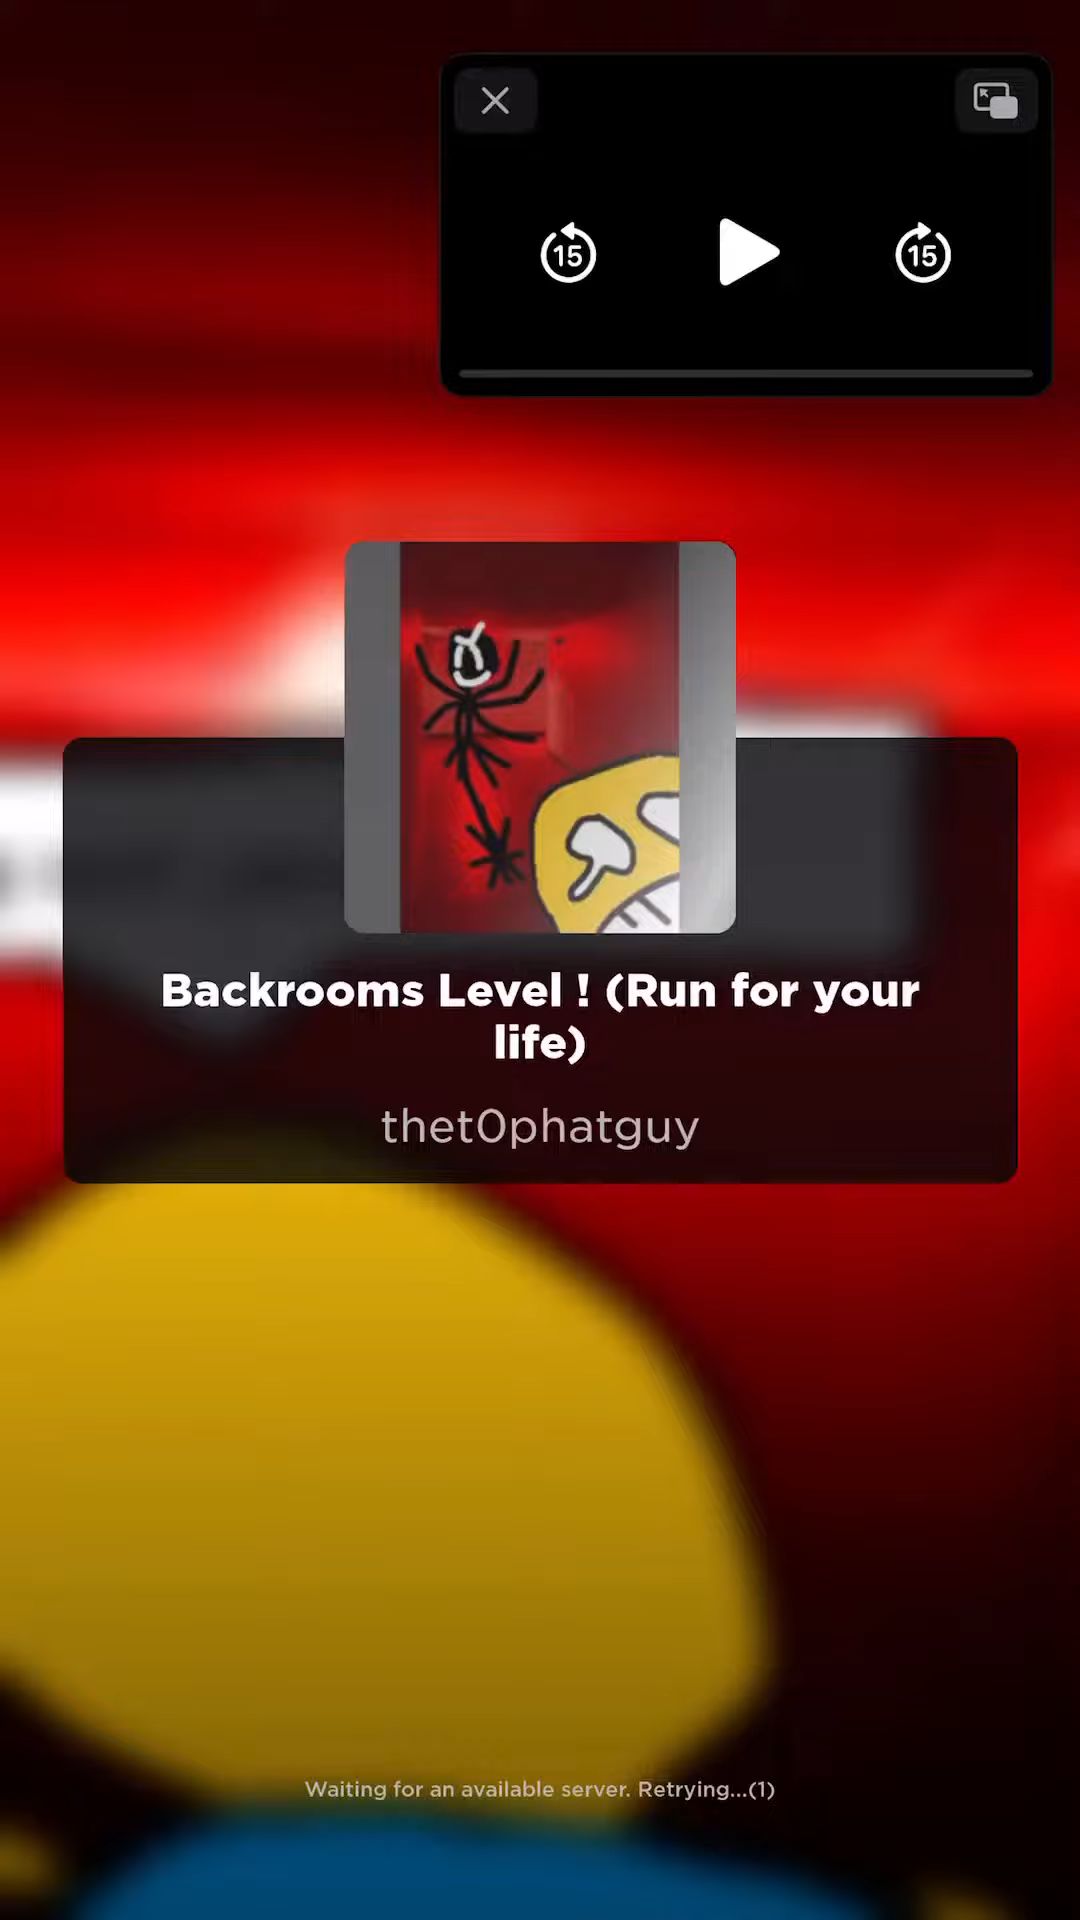 15
15
Backrooms Level ! (Run for your
life)
thet0phatguy
Waiting for an available server. Retrying...(1)